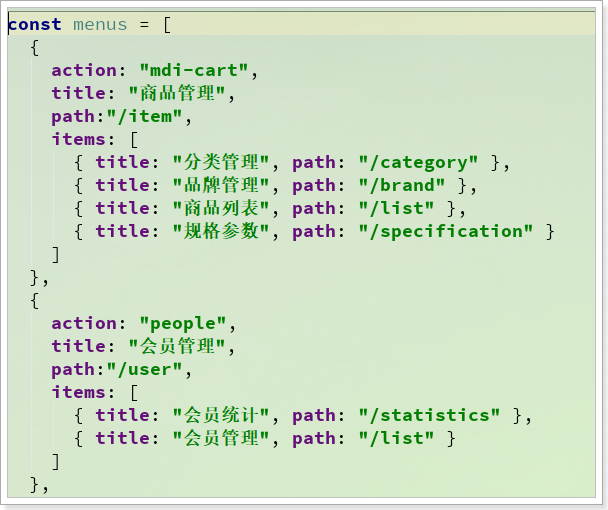 const menus = [
  {
    action: "mdi-cart",
    title: "商品管理",
    path:"/item",
    items: [
      { title: "分类管理", path: "/category" },
      { title: "品牌管理", path: "/brand" },
      { title: "商品列表", path: "/list" },
      { title: "规格参数", path: "/specification" }
    ]
  },
  {
    action: "people",
    title: "会员管理",
    path:"/user",
    items: [
      { title: "会员统计", path: "/statistics" },
      { title: "会员管理", path: "/list" }
    ]
  },